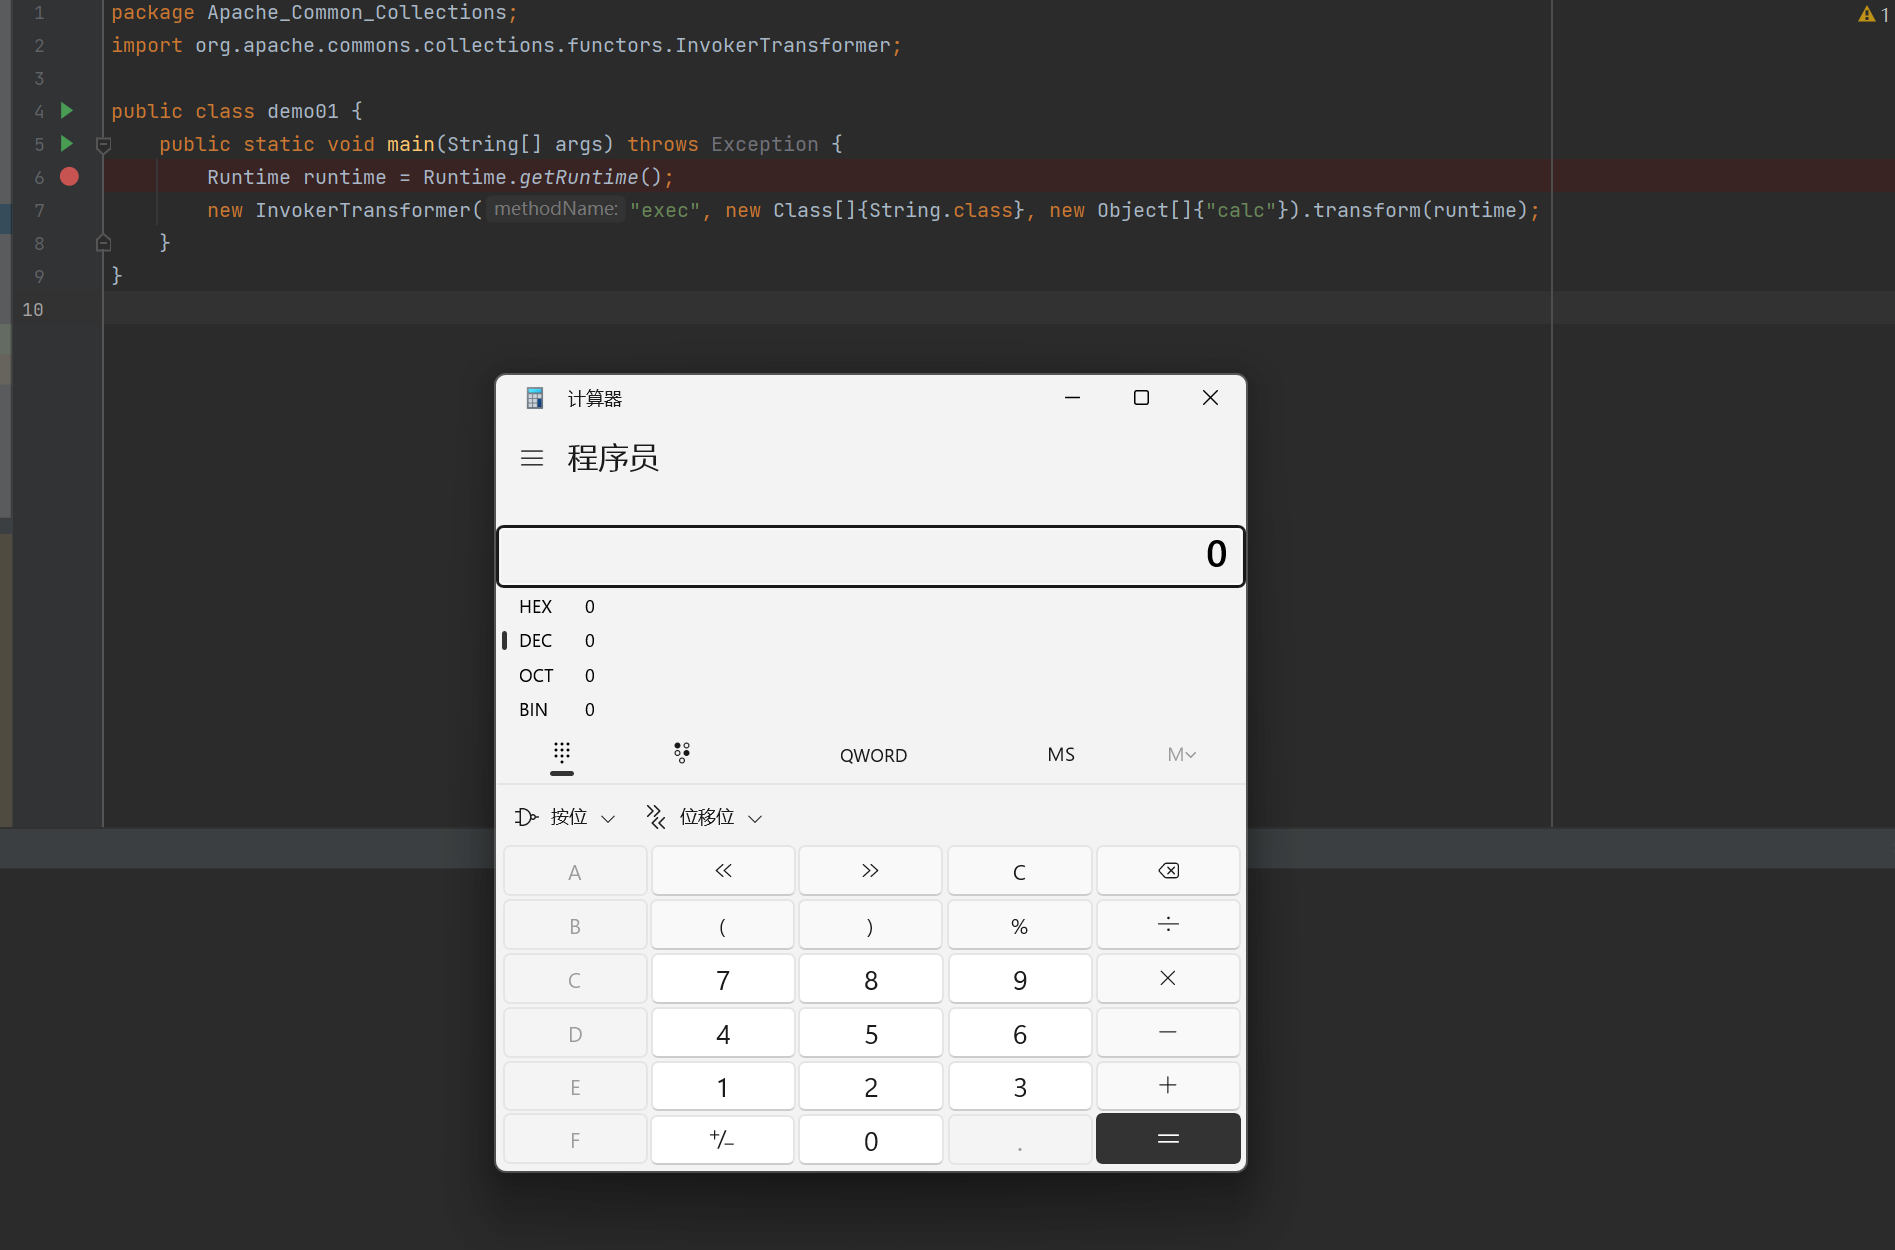 1 package Apache_Common_Collections;
2 import org.apache.commons.collections.functors.InvokerTransformer;
3
4 public class demo01 {
5 public static void main(String[] args) throws Exception {
6 Runtime runtime = Runtime.getRuntime();
7 new InvokerTransformer( methodName: "exec", new Class[]{String.class}, new Object[]{"calc"}).transform(runtime);
8 }
9 }
10
1
计算器
程序员
0
HEX 0
DEC 0
OCT 0
BIN 0
QWORD MS M
按位 位移位
A « » C
B ( ) % ÷
C 7 8 9 ×
D 4 5 6 −
E 1 2 3 +
F +/− 0 . =